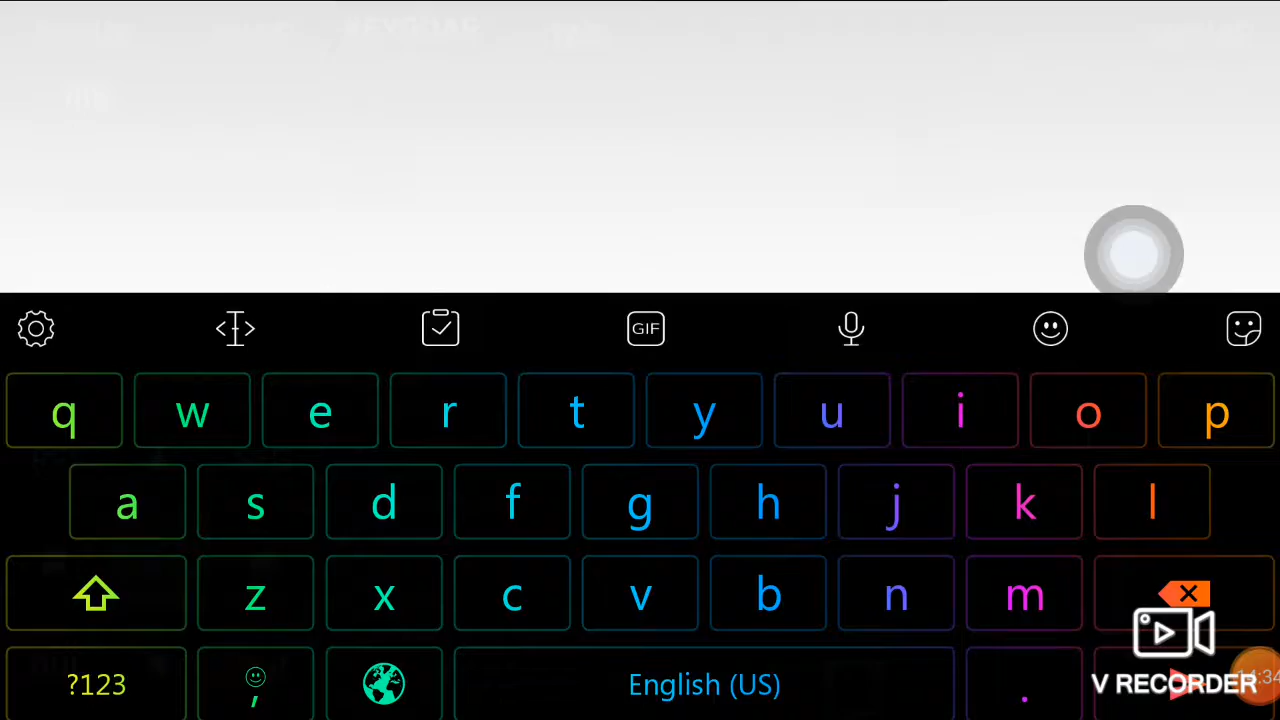 GIF
q w e r t y u i o p
a s d f g h j k l
z x c v b n m
?123 , English (US) .
V RECORDER